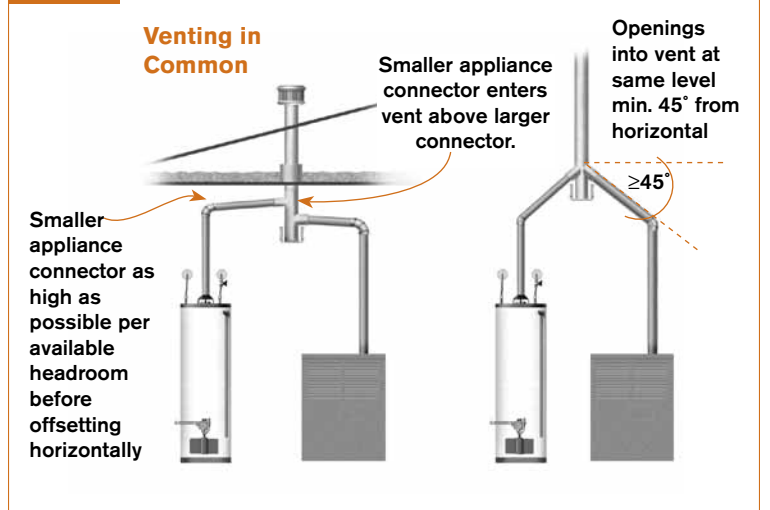 Venting in
Common
Smaller appliance
connector enters
vent above larger
connector.
Openings
into vent at
same level
min. 45˚ from
horizontal
≥45˚
Smaller
appliance
connector as
high as
possible per
available
headroom
before
offsetting
horizontally